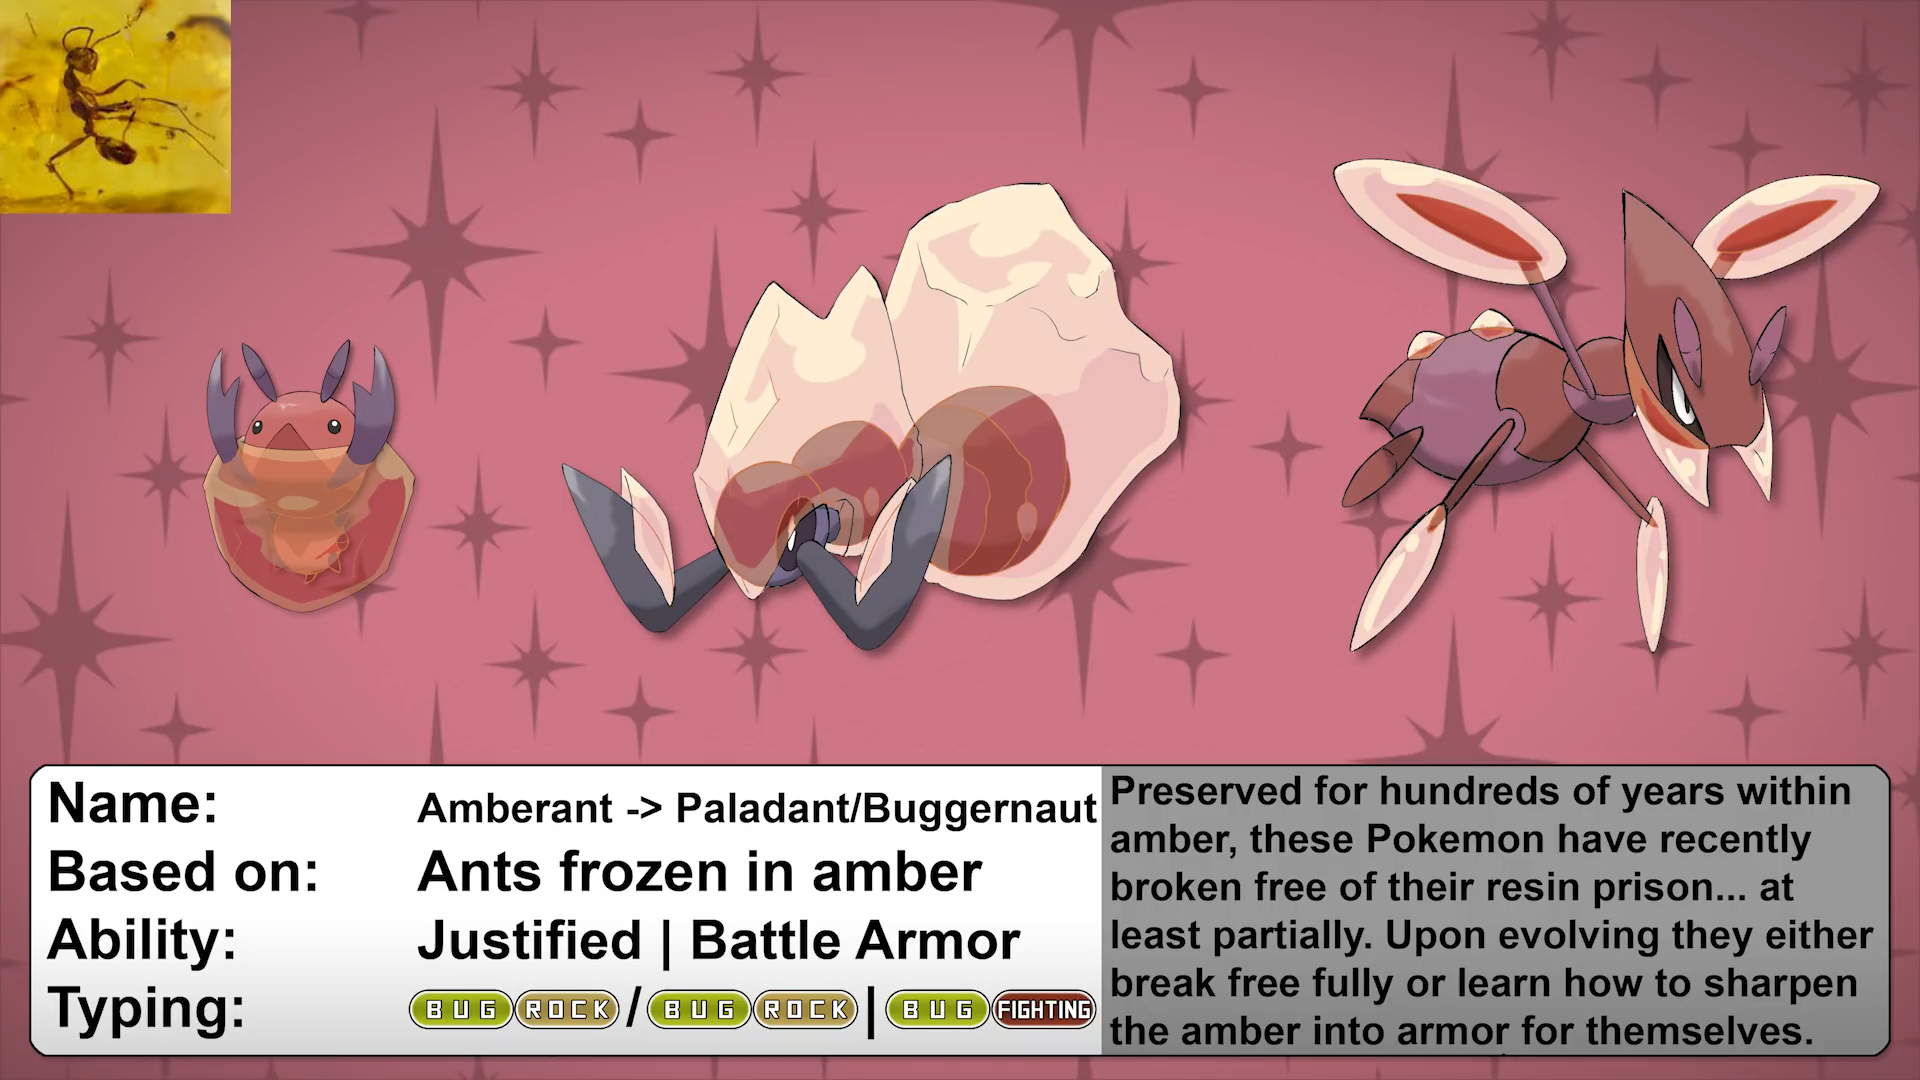 Name: Amberant -> Paladant/Buggernaut
Based on: Ants frozen in amber
Ability: Justified | Battle Armor
Typing: BUG ROCK / BUG ROCK | BUG FIGHTING
Preserved for hundreds of years within
amber, these Pokemon have recently
broken free of their resin prison... at
least partially. Upon evolving they either
break free fully or learn how to sharpen
the amber into armor for themselves.